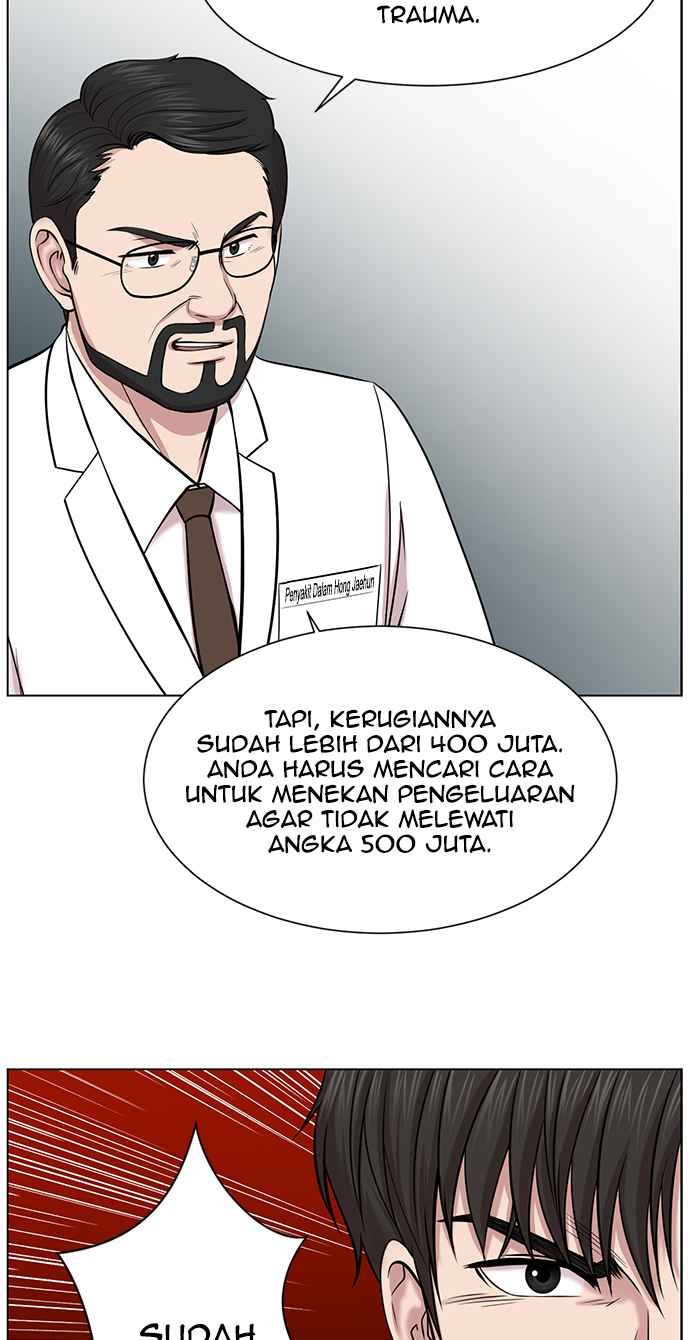 TRAUMA.
Penyakit Dalam Hong Jaehun
TAPI, KERUGIANNYA
SUDAH LEBIH DARI 400 JUTA.
ANDA HARUS MENCARI CARA
UNTUK MENEKAN PENGELUARAN
AGAR TIDAK MELEWATI
ANGKA 500 JUTA.
SUDAH